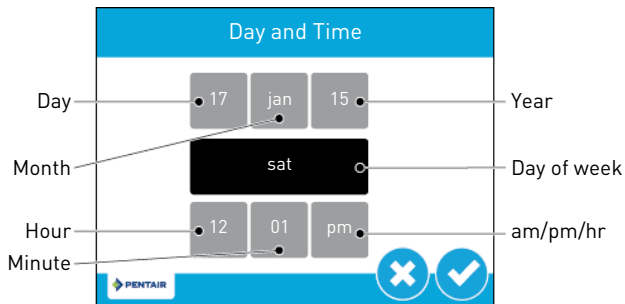 Day and Time
Day 17 jan 15 Year
Month sat Day of week
Hour 12 01 pm am/pm/hr
Minute
PENTAIR